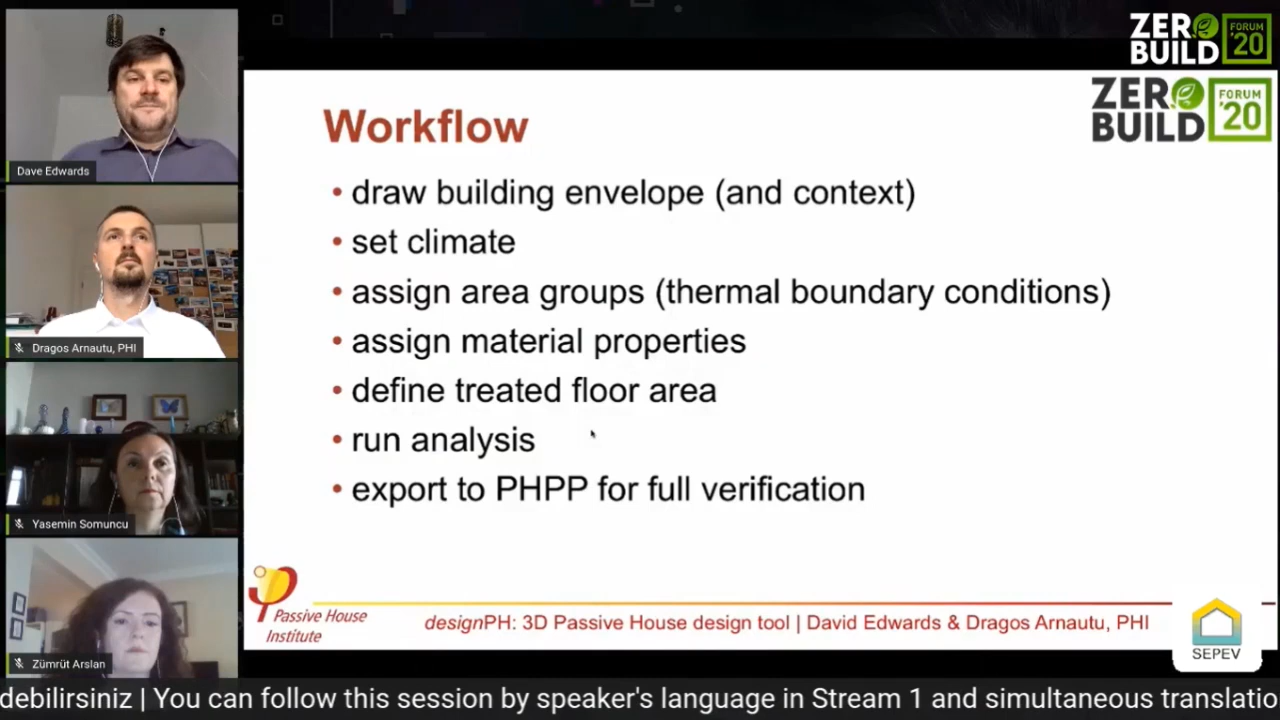 ZERO
BUILD
FORUM
'20
ZERO
BUILD
FORUM
'20
Dave Edwards
Dragos Arnautu, PHI
Yasemin Somuncu
Zümrüt Arslan
Workflow
• draw building envelope (and context)
• set climate
• assign area groups (thermal boundary conditions)
• assign material properties
• define treated floor area
• run analysis
• export to PHPP for full verification
Passive House
Institute
designPH: 3D Passive House design tool | David Edwards & Dragos Arnautu, PHI
SEPEV
debilirsiniz | You can follow this session by speaker's language in Stream 1 and simultaneous translatio